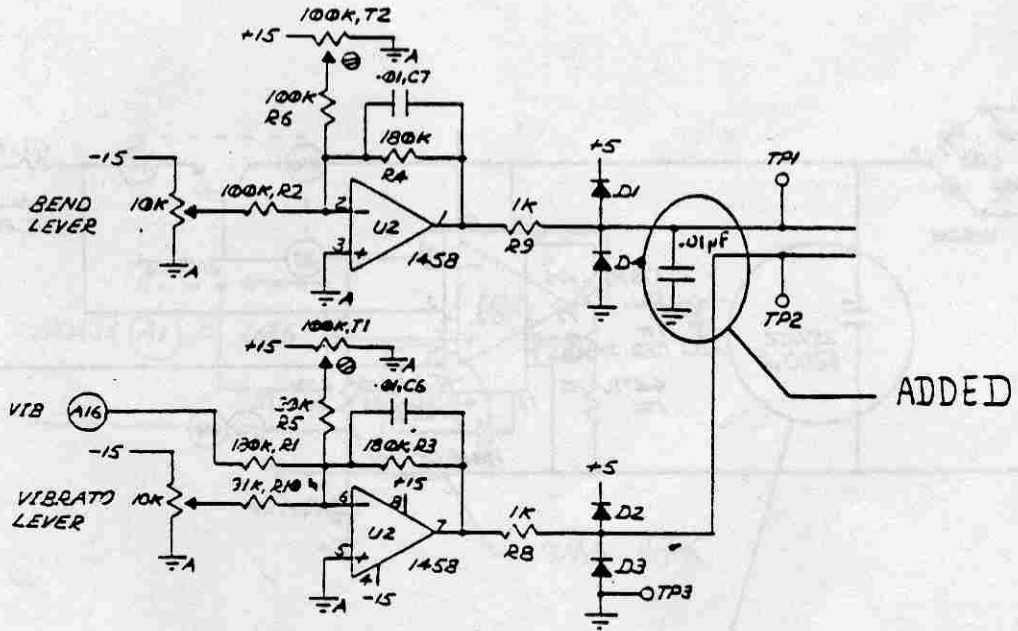 100K, T2
+15
A
100K
R6
.01, C7
180K
R4
-15
10K
BEND
LEVER
100K, R2
A
2
-
3
+
U2
1
1458
A
1K
R9
+5
D1
D
.01µF
TP1
TP2
ADDED
100K, T1
+15
A
R5
.01, C6
VIB
A16
R1
180K, R3
-15
10K
VIBRATO
LEVER
A
+15
6
-
8
5
+
4
U2
7
1458
-15
A
1K
R8
+5
D2
D3
TP3